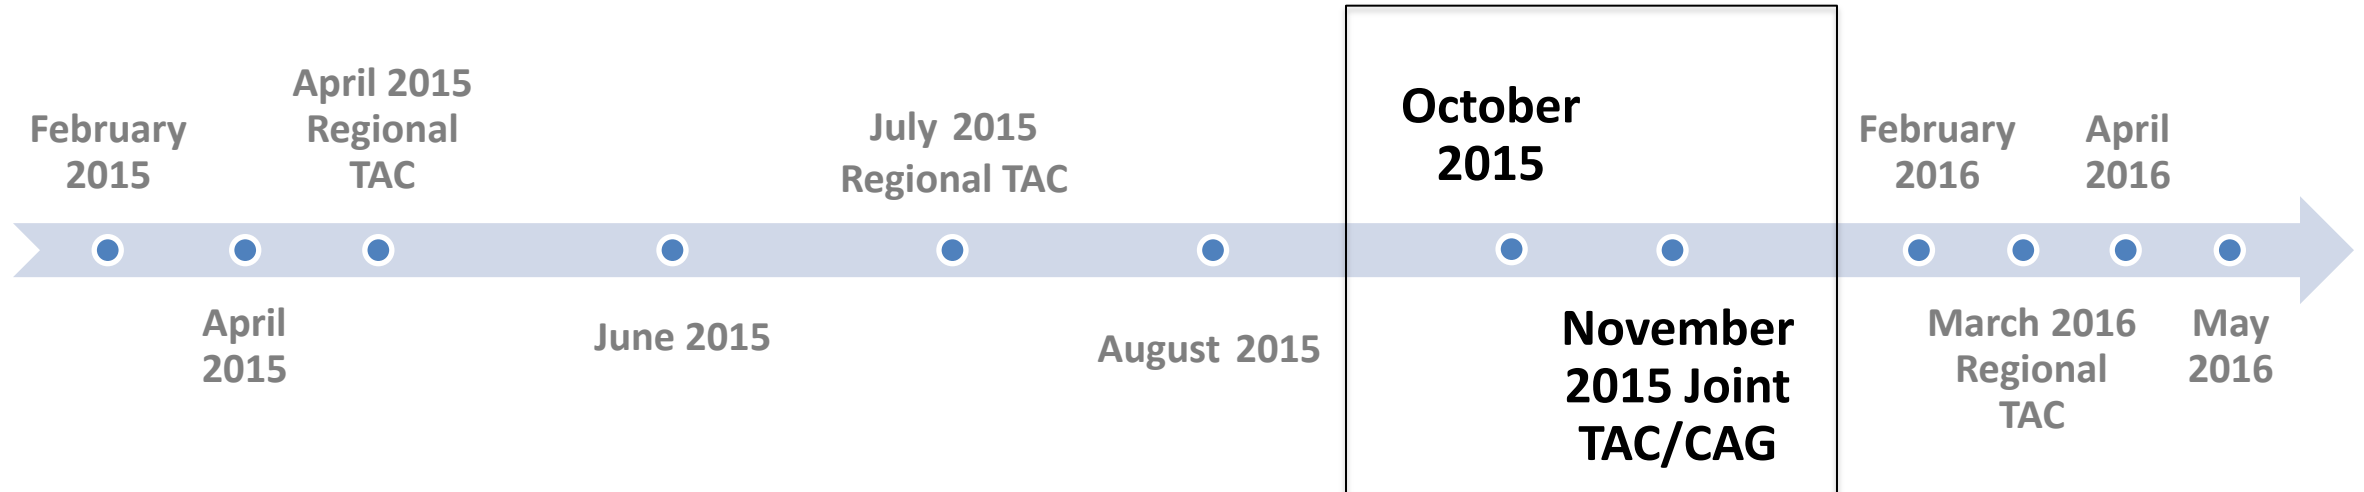 February
2015
April
2015
April 2015
Regional
TAC
June 2015
July 2015
Regional TAC
August 2015
October
2015
November
2015 Joint
TAC/CAG
February
2016
March 2016
Regional
TAC
April
2016
May
2016